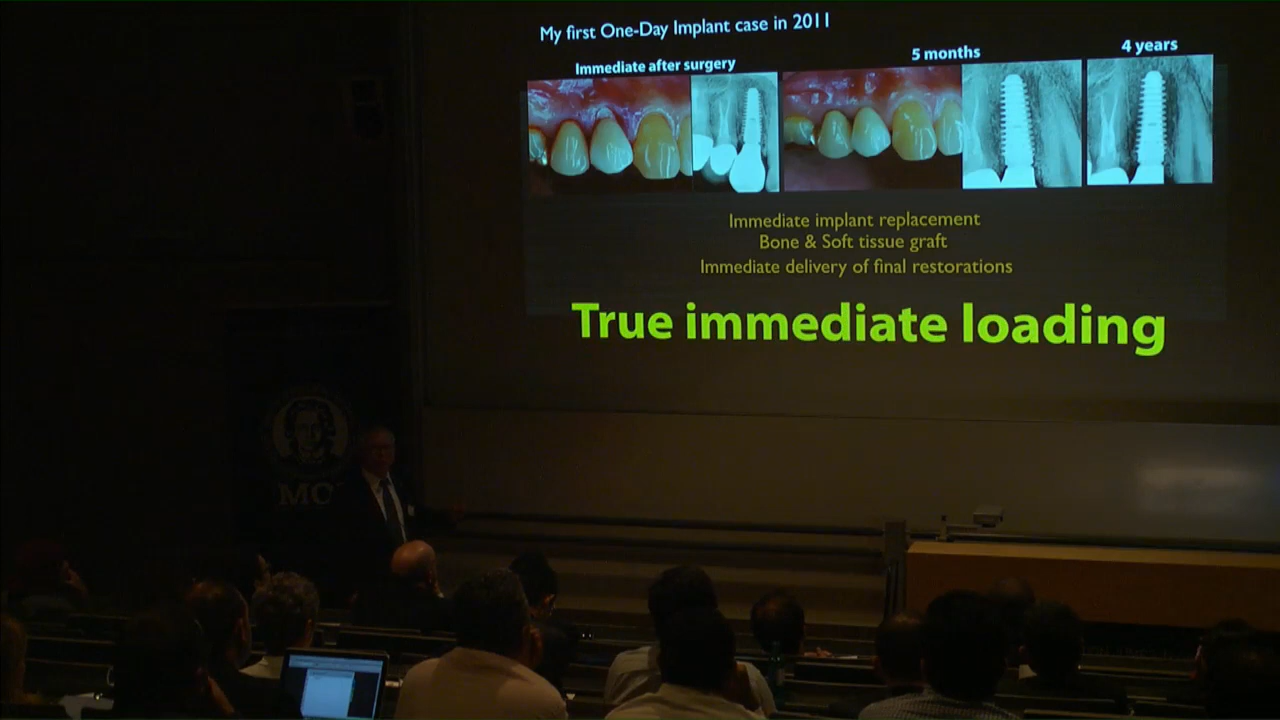 My first One-Day Implant case in 2011
Immediate after surgery
5 months
4 years
Immediate implant replacement
Bone & Soft tissue graft
Immediate delivery of final restorations
True immediate loading
MC